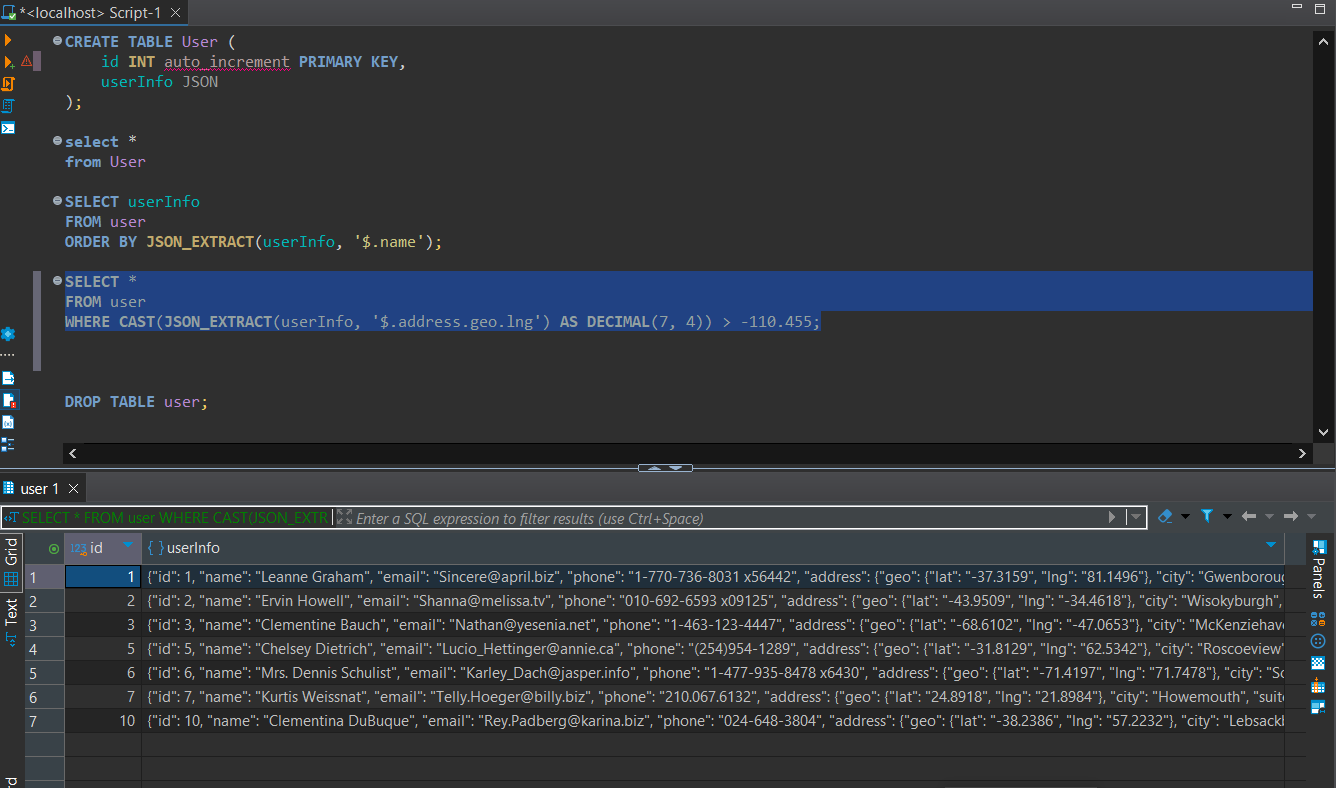 *<localhost> Script-1
CREATE TABLE User (
id INT auto_increment PRIMARY KEY,
userInfo JSON
);
select *
from User
SELECT userInfo
FROM user
ORDER BY JSON_EXTRACT(userInfo, '$.name');
SELECT *
FROM user
WHERE CAST(JSON_EXTRACT(userInfo, '$.address.geo.lng') AS DECIMAL(7, 4)) > -110.455;
DROP TABLE user;
user 1
SELECT * FROM user WHERE CAST(JSON_EXTR Enter a SQL expression to filter results (use Ctrl+Space)
Grid
Text
Panels
123 id { } userInfo
1 1 {"id": 1, "name": "Leanne Graham", "email": "Sincere@april.biz", "phone": "1-770-736-8031 x56442", "address": {"geo": {"lat": "-37.3159", "lng": "81.1496"}, "city": "Gwenboroug
2 2 {"id": 2, "name": "Ervin Howell", "email": "Shanna@melissa.tv", "phone": "010-692-6593 x09125", "address": {"geo": {"lat": "-43.9509", "lng": "-34.4618"}, "city": "Wisokyburgh",
3 3 {"id": 3, "name": "Clementine Bauch", "email": "Nathan@yesenia.net", "phone": "1-463-123-4447", "address": {"geo": {"lat": "-68.6102", "lng": "-47.0653"}, "city": "McKenziehav
4 5 {"id": 5, "name": "Chelsey Dietrich", "email": "Lucio_Hettinger@annie.ca", "phone": "(254)954-1289", "address": {"geo": {"lat": "-31.8129", "lng": "62.5342"}, "city": "Roscoeview"
5 6 {"id": 6, "name": "Mrs. Dennis Schulist", "email": "Karley_Dach@jasper.info", "phone": "1-477-935-8478 x6430", "address": {"geo": {"lat": "-71.4197", "lng": "71.7478"}, "city": "So
6 7 {"id": 7, "name": "Kurtis Weissnat", "email": "Telly.Hoeger@billy.biz", "phone": "210.067.6132", "address": {"geo": {"lat": "24.8918", "lng": "21.8984"}, "city": "Howemouth", "suite
7 10 {"id": 10, "name": "Clementina DuBuque", "email": "Rey.Padberg@karina.biz", "phone": "024-648-3804", "address": {"geo": {"lat": "-38.2386", "lng": "57.2232"}, "city": "Lebsackb